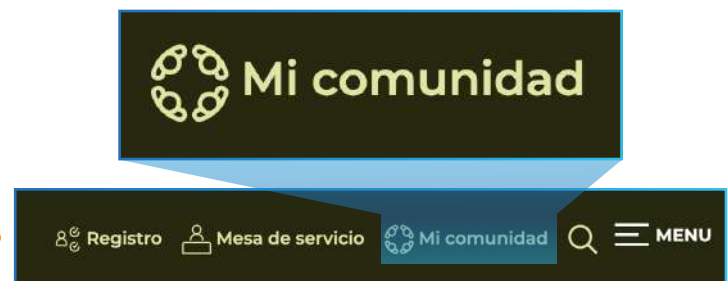 Mi comunidad
Registro Mesa de servicio Mi comunidad MENU